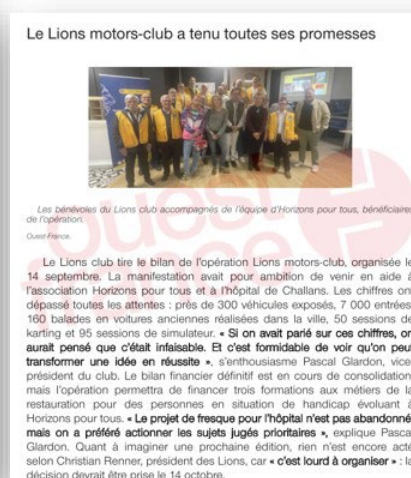 Le Lions motors-club a tenu toutes ses promesses
Les bénévoles du Lions club accompagnés de l'équipe d'Horizons pour tous, bénéficiaires
de l'opération.
Ouest-France.
Le Lions club tire le bilan de l'opération Lions motors-club, organisée le
14 septembre. La manifestation avait pour ambition de venir en aide à
l'association Horizons pour tous et à l'hôpital de Challans. Les chiffres ont
dépassé toutes les attentes : près de 300 véhicules exposés, 7 000 entrées,
160 balades en voitures anciennes réalisées dans la ville, 50 sessions de
karting et 95 sessions de simulateur. « Si on avait parié sur ces chiffres, on
aurait pensé que c'était infaisable. Et c'est formidable de voir qu'on peut
transformer une idée en réussite », s'enthousiasme Pascal Glardon, vice-
président du club. Le bilan financier définitif est en cours de consolidation,
mais l'opération permettra de financer trois formations aux métiers de la
restauration pour des personnes en situation de handicap évoluant à
Horizons pour tous. « Le projet de fresque pour l'hôpital n'est pas abandonné,
mais on a préféré actionner les sujets jugés prioritaires », explique Pascal
Glardon. Quant à imaginer une prochaine édition, rien n'est encore acté
selon Christian Renner, président des Lions, car « c'est lourd à organiser » : la
décision devrait être prise le 14 octobre.
ouest
france